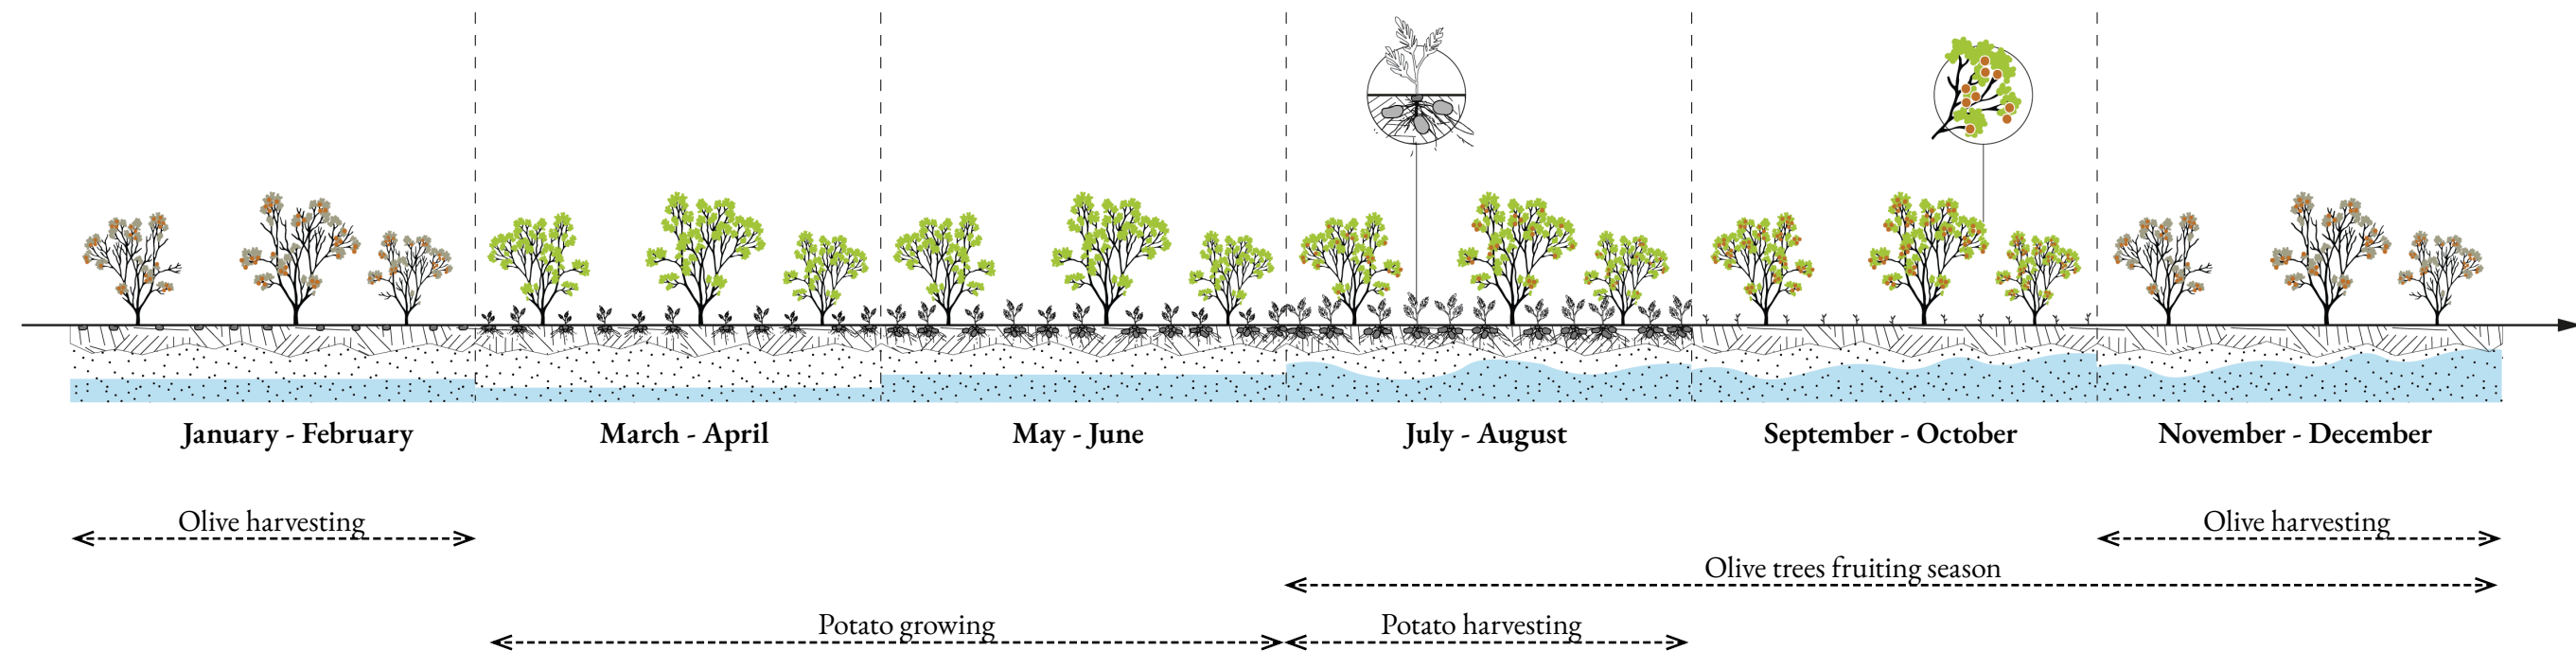 January - February
March - April
May - June
July - August
September - October
November - December
Olive harvesting
Olive harvesting
Olive trees fruiting season
Potato growing
Potato harvesting